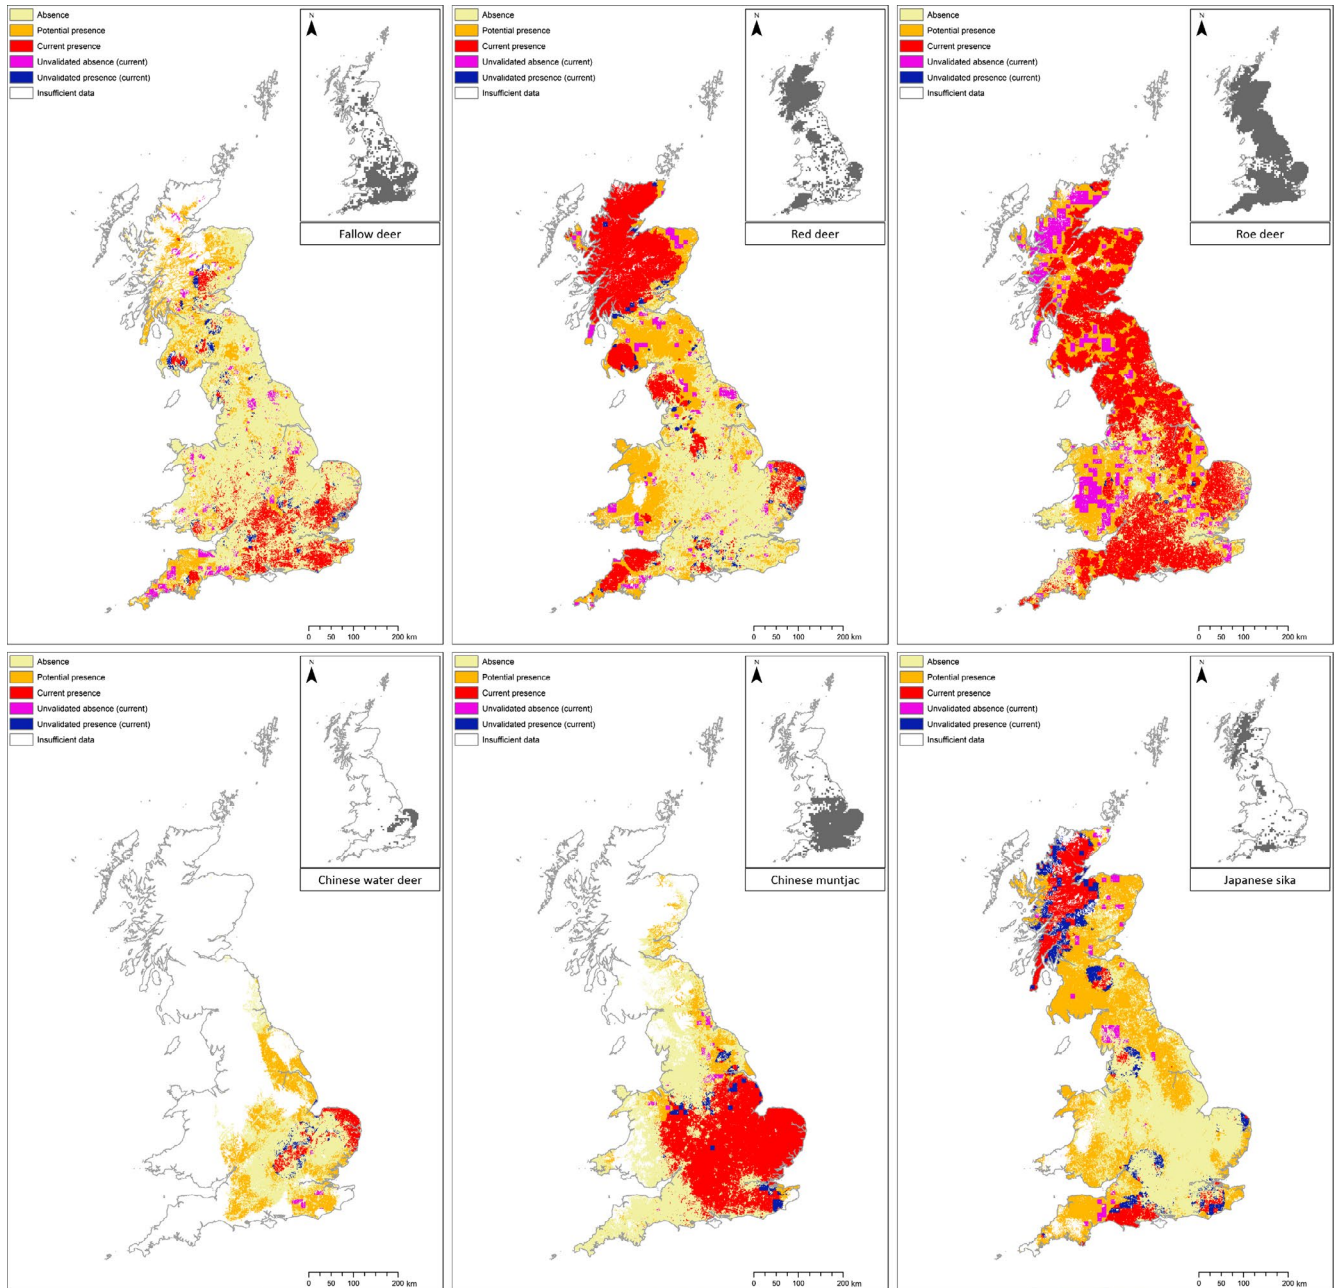 Absence
Potential presence
Current presence
Unvalidated absence (current)
Unvalidated presence (current)
Insufficient data
N
Fallow deer
0 50 100 200 km
Absence
Potential presence
Current presence
Unvalidated absence (current)
Unvalidated presence (current)
Insufficient data
N
Red deer
0 50 100 200 km
Absence
Potential presence
Current presence
Unvalidated absence (current)
Unvalidated presence (current)
Insufficient data
N
Roe deer
0 50 100 200 km
Absence
Potential presence
Current presence
Unvalidated absence (current)
Unvalidated presence (current)
Insufficient data
N
Chinese water deer
0 50 100 200 km
Absence
Potential presence
Current presence
Unvalidated absence (current)
Unvalidated presence (current)
Insufficient data
N
Chinese muntjac
0 50 100 200 km
Absence
Potential presence
Current presence
Unvalidated absence (current)
Unvalidated presence (current)
Insufficient data
N
Japanese sika
0 50 100 200 km